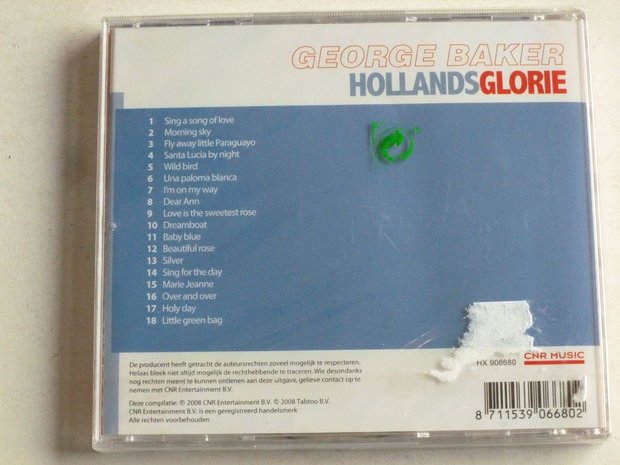 GEORGE BAKER
HOLLANDSGLORIE
1 Sing a song of love
2 Morning sky
3 Fly away little Paraguayo
4 Santa Lucia by night
5 Wild bird
6 Una paloma blanca
7 I'm on my way
8 Dear Ann
9 Love is the sweetest rose
10 Dreamboat
11 Baby blue
12 Beautiful rose
13 Silver
14 Sing for the day
15 Marie Jeanne
16 Over and over
17 Holy day
18 Little green bag
De producent heeft getracht de auteursrechten zoveel mogelijk te respecteren.
Helaas bleek niet altijd mogelijk de rechthebbende te traceren. Wie desondanks
nog rechten meent te kunnen ontlenen aan deze uitgave, gelieve contact op te
nemen met CNR Entertainment B.V.
Deze compilatie: ℗ 2008 CNR Entertainment B.V. © 2008 Tabtoo B.V.
CNR Entertainment B.V. is een geregistreerd handelsmerk
Alle rechten voorbehouden
HX 906680
CNR MUSIC
8 711539 066802